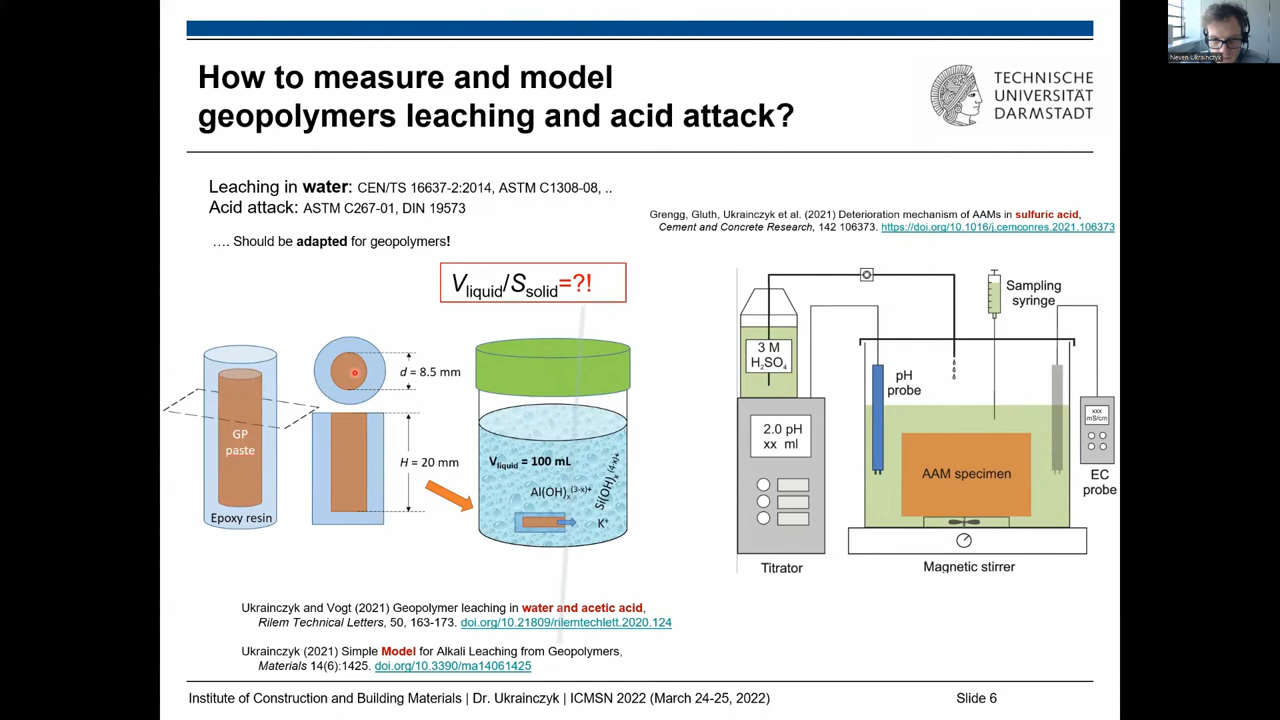 How to measure and model
geopolymers leaching and acid attack?
TECHNISCHE
UNIVERSITÄT
DARMSTADT
Neven Ukrainczyk
Leaching in water: CEN/TS 16637-2:2014, ASTM C1308-08, ..
Acid attack: ASTM C267-01, DIN 19573
.... Should be adapted for geopolymers!
Grengg, Gluth, Ukrainczyk et al. (2021) Deterioration mechanism of AAMs in sulfuric acid,
Cement and Concrete Research, 142 106373. https://doi.org/10.1016/j.cemconres.2021.106373
Vliquid/Ssolid=?!
GP
paste
Epoxy resin
d = 8.5 mm
H = 20 mm
Vliquid = 100 mL
Al(OH)x(3-x)+
Si(OH)x(4-x)+
K+
3 M
H2SO4
2.0 pH
xx ml
Titrator
pH
probe
Sampling
syringe
AAM specimen
xxx
mS/cm
EC
probe
Magnetic stirrer
Ukrainczyk and Vogt (2021) Geopolymer leaching in water and acetic acid,
Rilem Technical Letters, 50, 163-173. doi.org/10.21809/rilemtechlett.2020.124
Ukrainczyk (2021) Simple Model for Alkali Leaching from Geopolymers,
Materials 14(6):1425. doi.org/10.3390/ma14061425
Institute of Construction and Building Materials | Dr. Ukrainczyk | ICMSN 2022 (March 24-25, 2022)
Slide 6